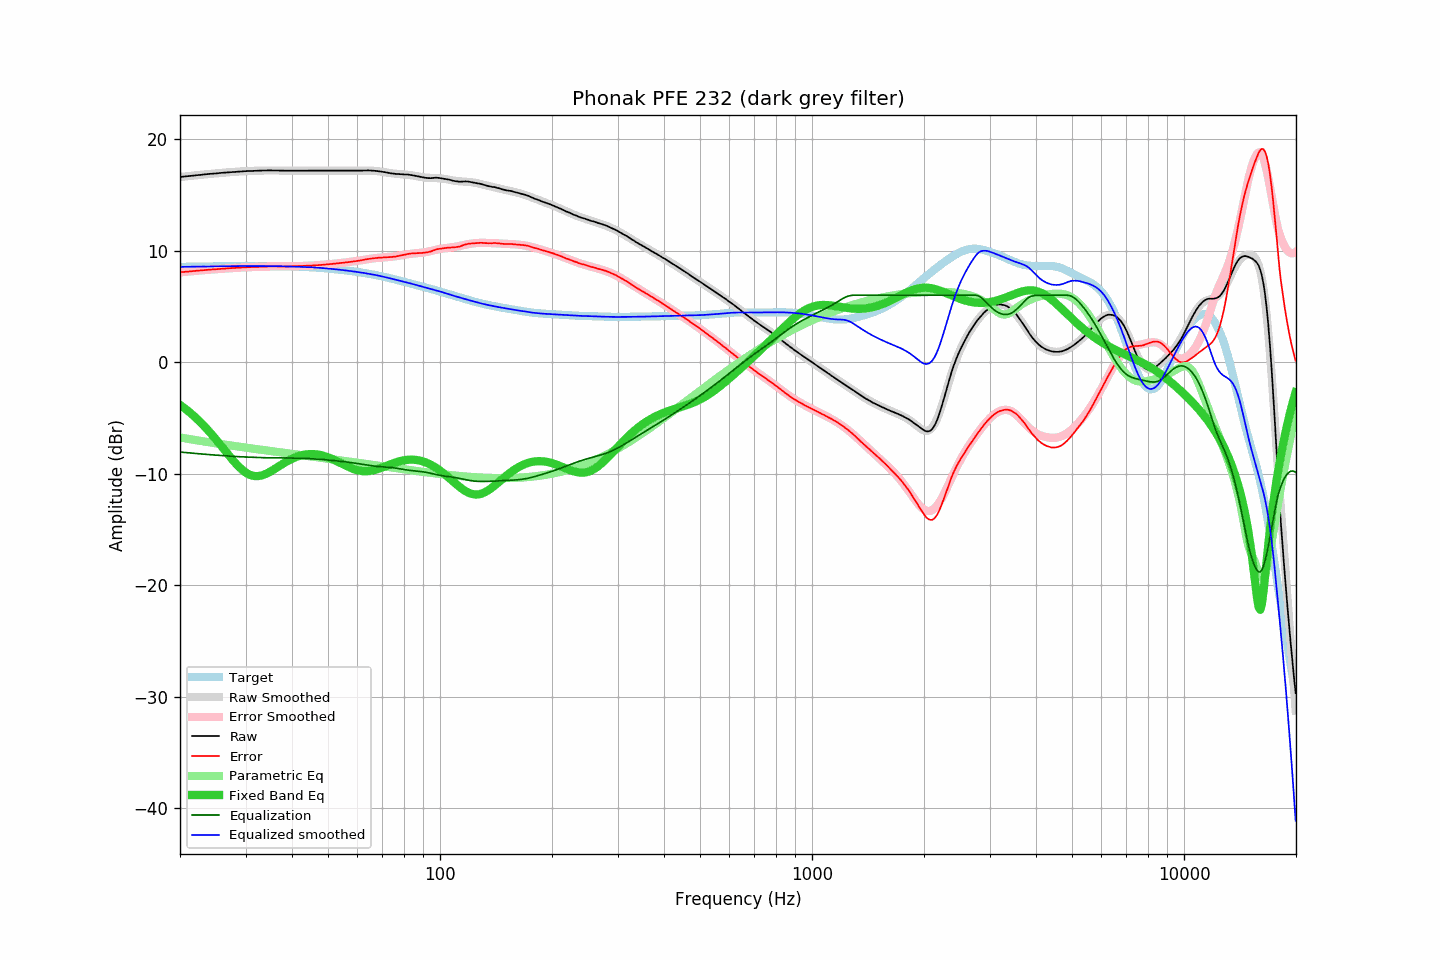 Phonak PFE 232 (dark grey filter)
20
10
0
−10
−20
−30
−40
Amplitude (dBr)
Target
Raw Smoothed
Error Smoothed
Raw
Error
Parametric Eq
Fixed Band Eq
Equalization
Equalized smoothed
100 1000 10000
Frequency (Hz)